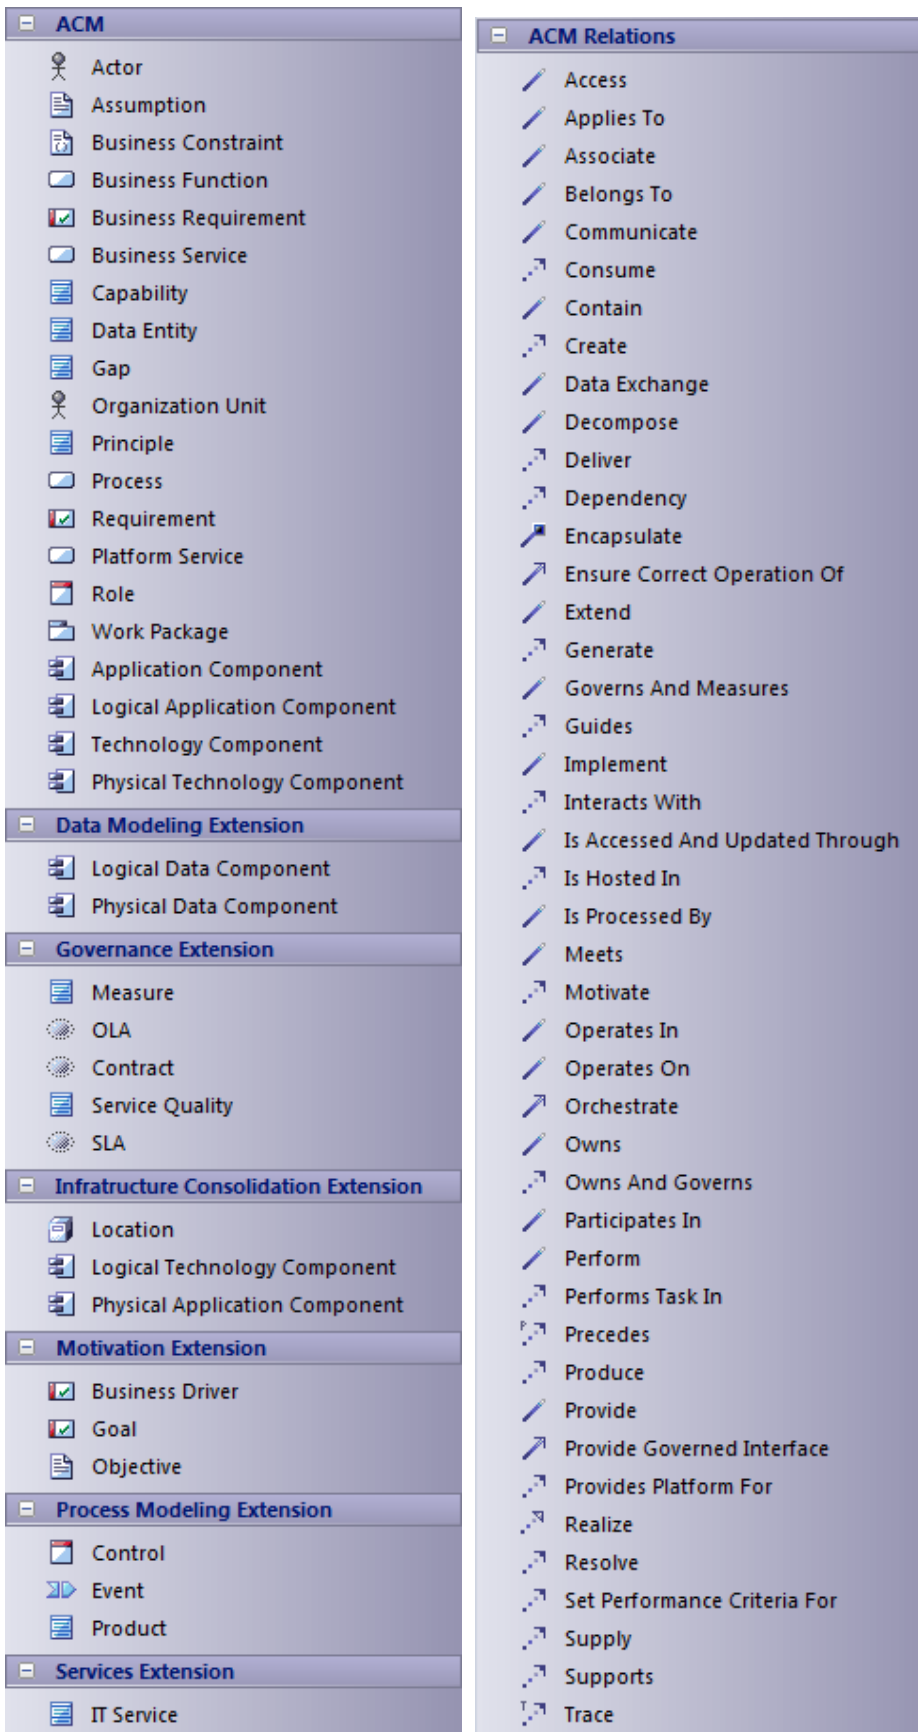 ACM
Actor
Assumption
Business Constraint
Business Function
Business Requirement
Business Service
Capability
Data Entity
Gap
Organization Unit
Principle
Process
Requirement
Platform Service
Role
Work Package
Application Component
Logical Application Component
Technology Component
Physical Technology Component
Data Modeling Extension
Logical Data Component
Physical Data Component
Governance Extension
Measure
OLA
Contract
Service Quality
SLA
Infratructure Consolidation Extension
Location
Logical Technology Component
Physical Application Component
Motivation Extension
Business Driver
Goal
Objective
Process Modeling Extension
Control
Event
Product
Services Extension
IT Service
ACM Relations
Access
Applies To
Associate
Belongs To
Communicate
Consume
Contain
Create
Data Exchange
Decompose
Deliver
Dependency
Encapsulate
Ensure Correct Operation Of
Extend
Generate
Governs And Measures
Guides
Implement
Interacts With
Is Accessed And Updated Through
Is Hosted In
Is Processed By
Meets
Motivate
Operates In
Operates On
Orchestrate
Owns
Owns And Governs
Participates In
Perform
Performs Task In
P Precedes
Produce
Provide
Provide Governed Interface
Provides Platform For
Realize
Resolve
Set Performance Criteria For
Supply
Supports
T Trace